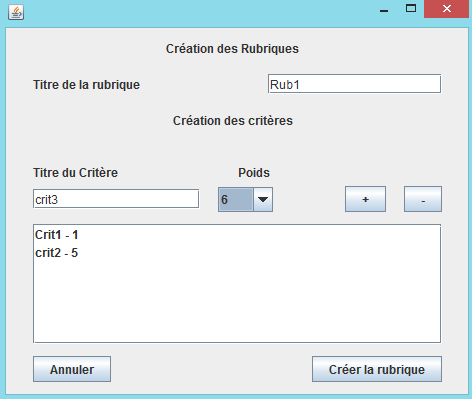 Création des Rubriques
Titre de la rubrique Rub1
Création des critères
Titre du Critère Poids
crit3 6 + -
Crit1 - 1
crit2 - 5
Annuler Créer la rubrique